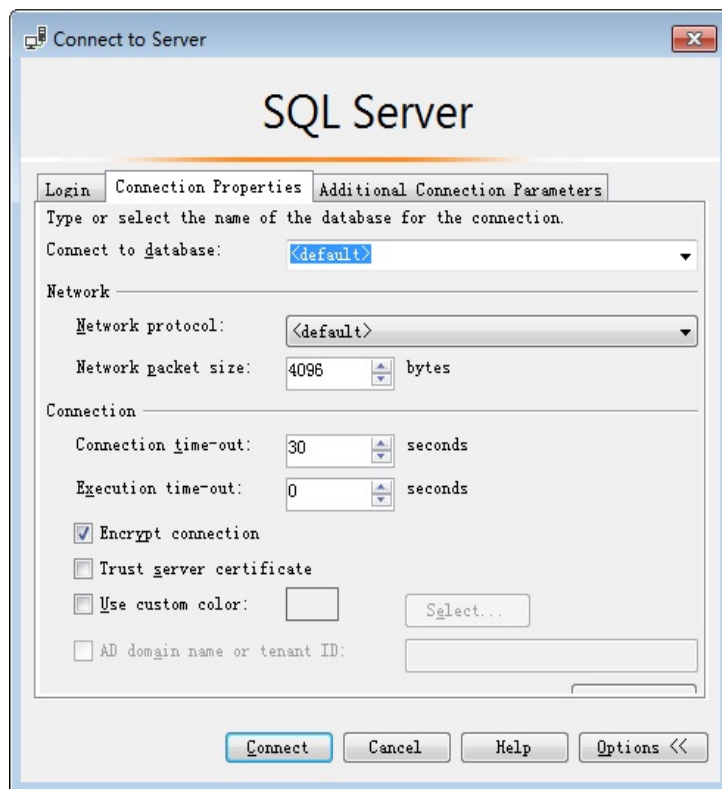 Connect to Server
SQL Server
Login Connection Properties Additional Connection Parameters
Type or select the name of the database for the connection.
Connect to database: <default>
Network
Network protocol: <default>
Network packet size: 4096 bytes
Connection
Connection time-out: 30 seconds
Execution time-out: 0 seconds
Encrypt connection
Trust server certificate
Use custom color: Select...
AD domain name or tenant ID:
Connect Cancel Help Options <<